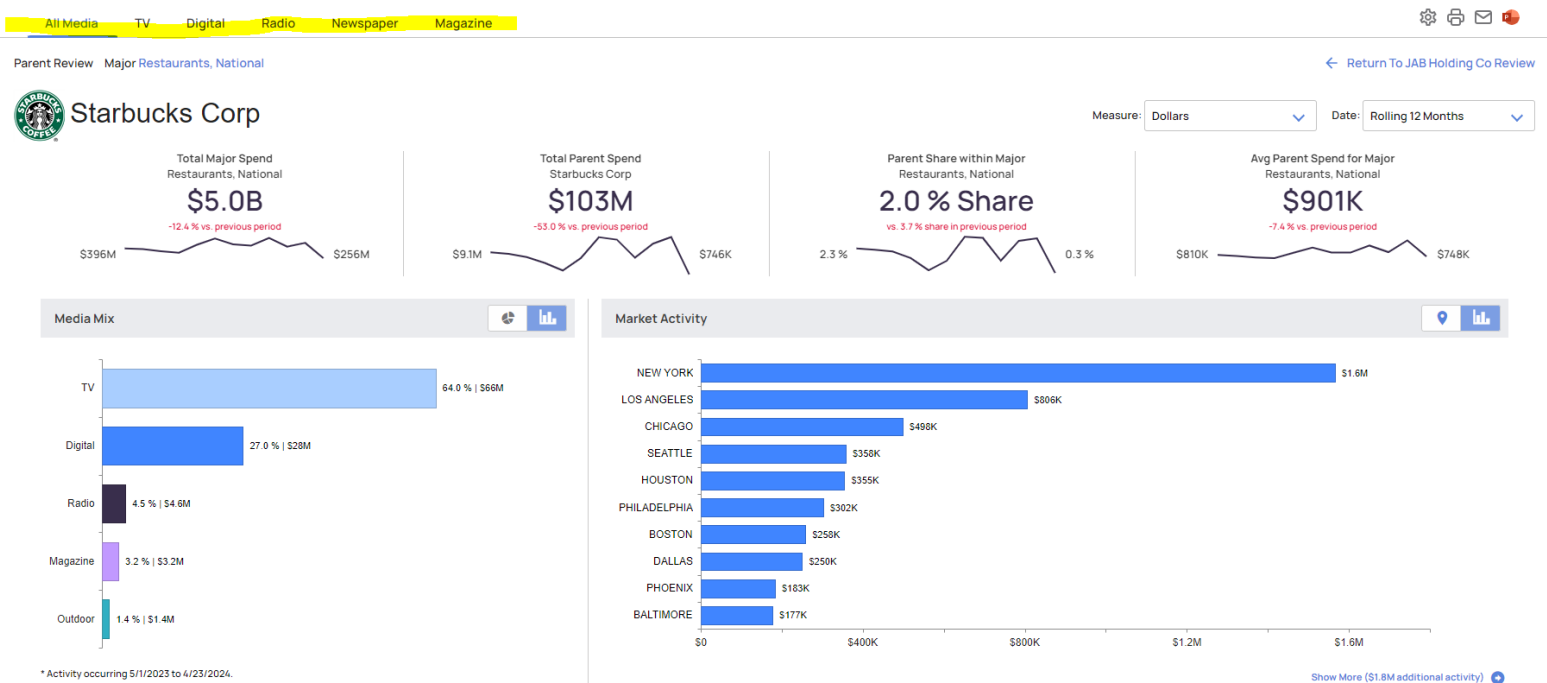 All Media TV Digital Radio Newspaper Magazine
Parent Review Major Restaurants, National
Return To JAB Holding Co Review
STARBUCKS COFFEE
Starbucks Corp
Measure: Dollars Date: Rolling 12 Months
Total Major Spend
Restaurants, National
$5.0B
-12.4 % vs. previous period
$396M $256M
Total Parent Spend
Starbucks Corp
$103M
-53.0 % vs. previous period
$9.1M $746K
Parent Share within Major
Restaurants, National
2.0 % Share
vs. 3.7 % share in previous period
2.3 % 0.3 %
Avg Parent Spend for Major
Restaurants, National
$901K
-7.4 % vs. previous period
$810K $748K
Media Mix
TV 64.0 % | $66M
Digital 27.0 % | $28M
Radio 4.5 % | $4.6M
Magazine 3.2 % | $3.2M
Outdoor 1.4 % | $1.4M
* Activity occurring 5/1/2023 to 4/23/2024.
Market Activity
NEW YORK $1.6M
LOS ANGELES $806K
CHICAGO $498K
SEATTLE $358K
HOUSTON $355K
PHILADELPHIA $302K
BOSTON $258K
DALLAS $250K
PHOENIX $183K
BALTIMORE $177K
$0 $400K $800K $1.2M $1.6M
Show More ($1.8M additional activity)